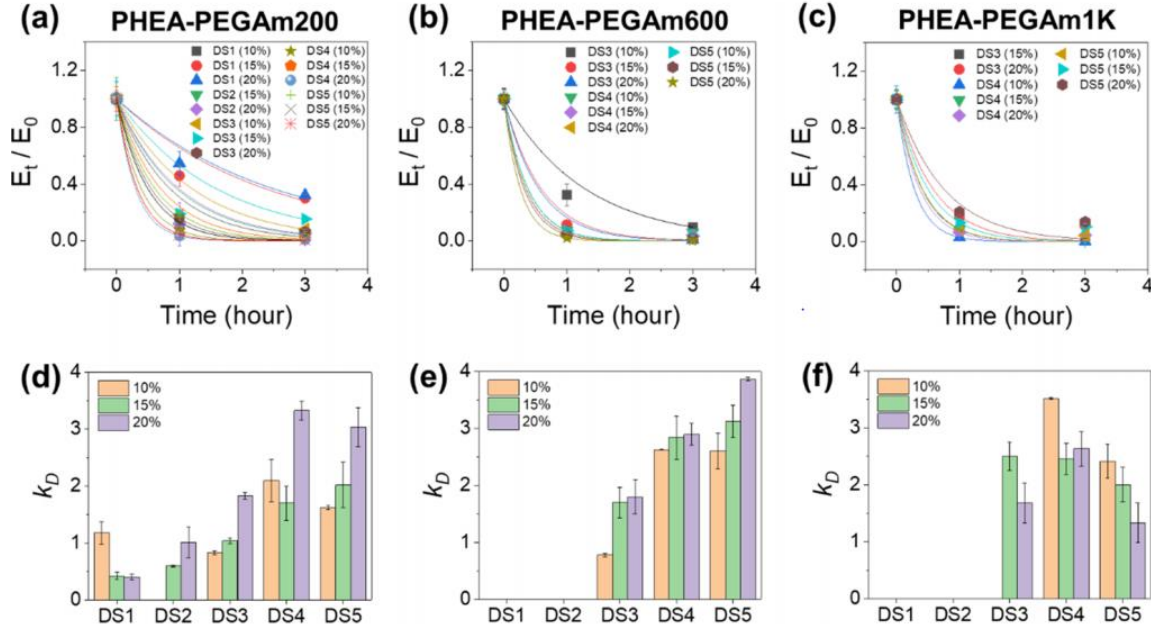 (a) PHEA-PEGAm200
DS1 (10%)
DS1 (15%)
DS1 (20%)
DS2 (15%)
DS2 (20%)
DS3 (10%)
DS3 (15%)
DS3 (20%)
DS4 (10%)
DS4 (15%)
DS4 (20%)
DS5 (10%)
DS5 (15%)
DS5 (20%)
Et / E0
1.2
0.8
0.4
0.0
0 1 2 3 4
Time (hour)
(b) PHEA-PEGAm600
DS3 (10%)
DS3 (15%)
DS3 (20%)
DS4 (10%)
DS4 (15%)
DS4 (20%)
DS5 (10%)
DS5 (15%)
DS5 (20%)
Et / E0
1.2
0.8
0.4
0.0
0 1 2 3 4
Time (hour)
(c) PHEA-PEGAm1K
DS3 (15%)
DS3 (20%)
DS4 (10%)
DS4 (15%)
DS4 (20%)
DS5 (10%)
DS5 (15%)
DS5 (20%)
Et / E0
1.2
0.8
0.4
0.0
0 1 2 3 4
Time (hour)
(d)
10%
15%
20%
kD
4
3
2
1
0
DS1 DS2 DS3 DS4 DS5
(e)
10%
15%
20%
kD
4
3
2
1
0
DS1 DS2 DS3 DS4 DS5
(f)
10%
15%
20%
kD
4
3
2
1
0
DS1 DS2 DS3 DS4 DS5